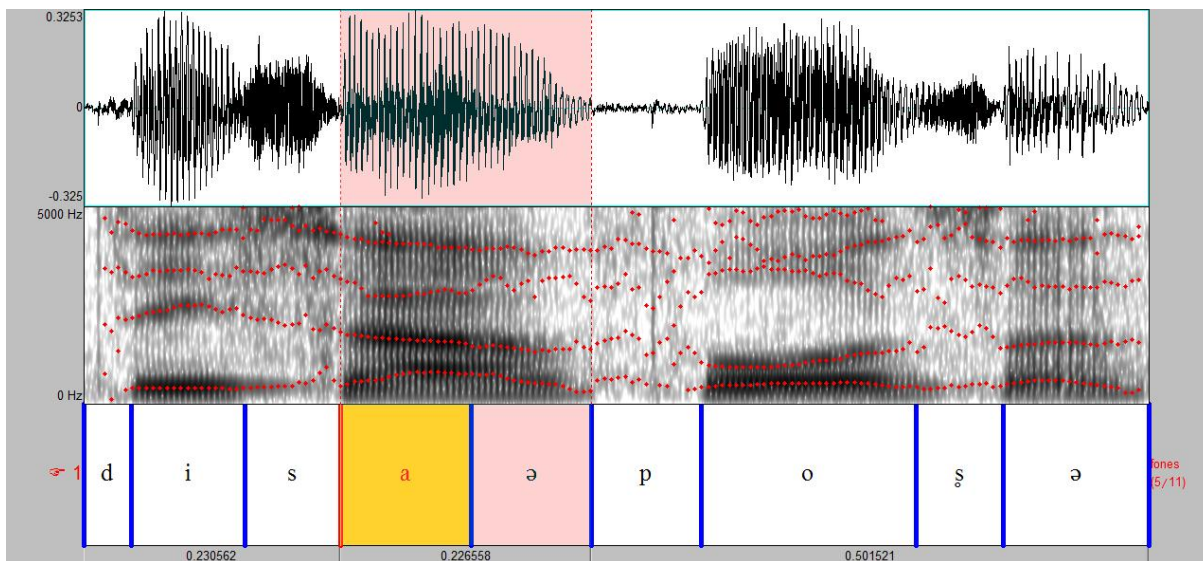 0.3253
0
-0.325
5000 Hz
0 Hz
☞ 1
d i s a ə p o s̊ ə
fones
(5/11)
0.230562 0.226558 0.501521